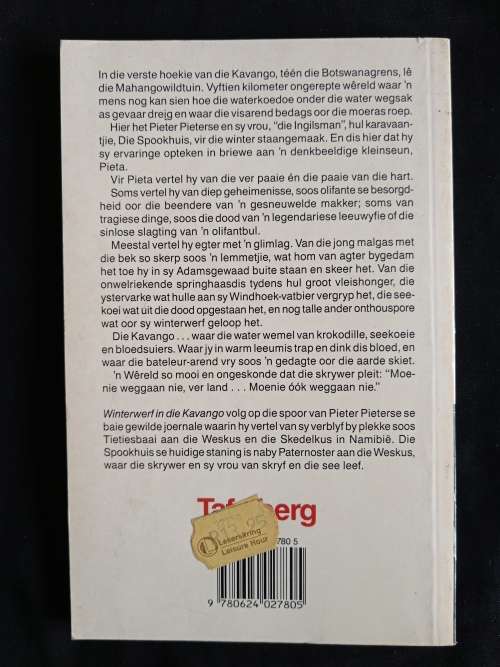 In die verste hoekie van die Kavango, téén die Botswanagrens, lê
die Mahangowildtuin. Vyftien kilometer ongerepte wêreld waar 'n
mens nog kan sien hoe die waterkoedoe onder die water wegsak
as gevaar dreig en waar die visarend bedags oor die moeras roep.
Hier het Pieter Pieterse en sy vrou, "die Ingilsman", hul karavaan-
tjie, Die Spookhuis, vir die winter staangemaak. En dis hier dat hy
sy ervaringe opteken in briewe aan 'n denkbeeldige kleinseun,
Pieta.
Vir Pieta vertel hy van die ver paaie én die paaie van die hart.
Soms vertel hy van diep geheimenisse, soos olifante se besorgd-
heid oor die beendere van 'n gesneuwelde makker; soms van
tragiese dinge, soos die dood van 'n legendariese leeuwyfie of die
sinlose slagting van 'n olifantbul.
Meestal vertel hy egter met 'n glimlag. Van die jong malgas met
die bek so skerp soos 'n lemmetjie, wat hom van agter bygedam
het toe hy in sy Adamsgewaad buite staan en skeer het. Van die
onwelriekende springhaasdis tydens hul groot vleishonger, die
ystervarke wat hulle aan sy Windhoek-vatbier vergryp het, die see-
koei wat uit die dood opgestaan het, en nog talle ander onthouspore
wat oor sy winterwerf geloop het.
Die Kavango . . . waar die water wemel van krokodille, seekoeie
en bloedsuiers. Waar jy in warm leeumis trap en dink dis bloed, en
waar die bateleur-arend vry soos 'n gedagte oor die aarde skiet.
'n Wêreld so mooi en ongeskonde dat die skrywer pleit: "Moe-
nie weggaan nie, ver land . . . Moenie óók weggaan nie."
Winterwerf in die Kavango volg op die spoor van Pieter Pieterse se
baie gewilde joernale waarin hy vertel van sy verblyf by plekke soos
Tietiesbaai aan die Weskus en die Skedelkus in Namibië. Die
Spookhuis se huidige staning is naby Paternoster aan die Weskus,
waar die skrywer en sy vrou van skryf en die see leef.
Tafelberg
Leserskring
Leisure Hour
780 5
9 780624 027805